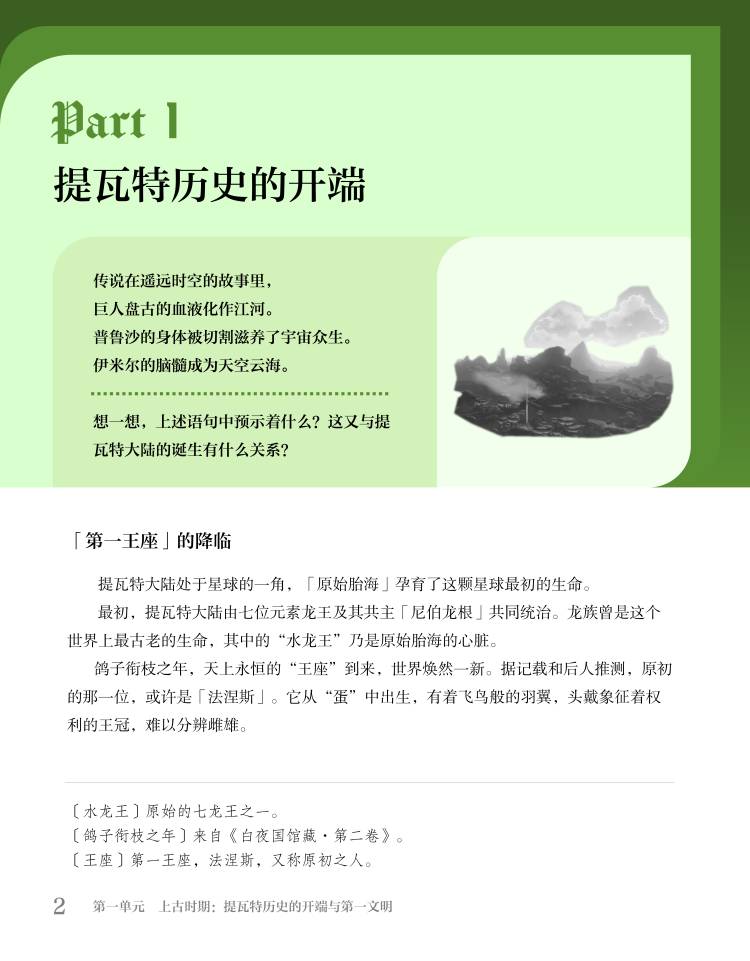 Part 1
提瓦特历史的开端
传说在遥远时空的故事里，
巨人盘古的血液化作江河。
普鲁沙的身体被切割滋养了宇宙众生。
伊米尔的脑髓成为天空云海。
想一想，上述语句中预示着什么？这又与提
瓦特大陆的诞生有什么关系？
「第一王座」的降临
提瓦特大陆处于星球的一角，「原始胎海」孕育了这颗星球最初的生命。
最初，提瓦特大陆由七位元素龙王及其共主「尼伯龙根」共同统治。龙族曾是这个
世界上最古老的生命，其中的“水龙王”乃是原始胎海的心脏。
鸽子衔枝之年，天上永恒的“王座”到来，世界焕然一新。据记载和后人推测，原初
的那一位，或许是「法涅斯」。它从“蛋”中出生，有着飞鸟般的羽翼，头戴象征着权
利的王冠，难以分辨雌雄。
〔水龙王〕原始的七龙王之一。
〔鸽子衔枝之年〕来自《白夜国馆藏·第二卷》。
〔王座〕第一王座，法涅斯，又称原初之人。
2 第一单元 上古时期：提瓦特历史的开端与第一文明